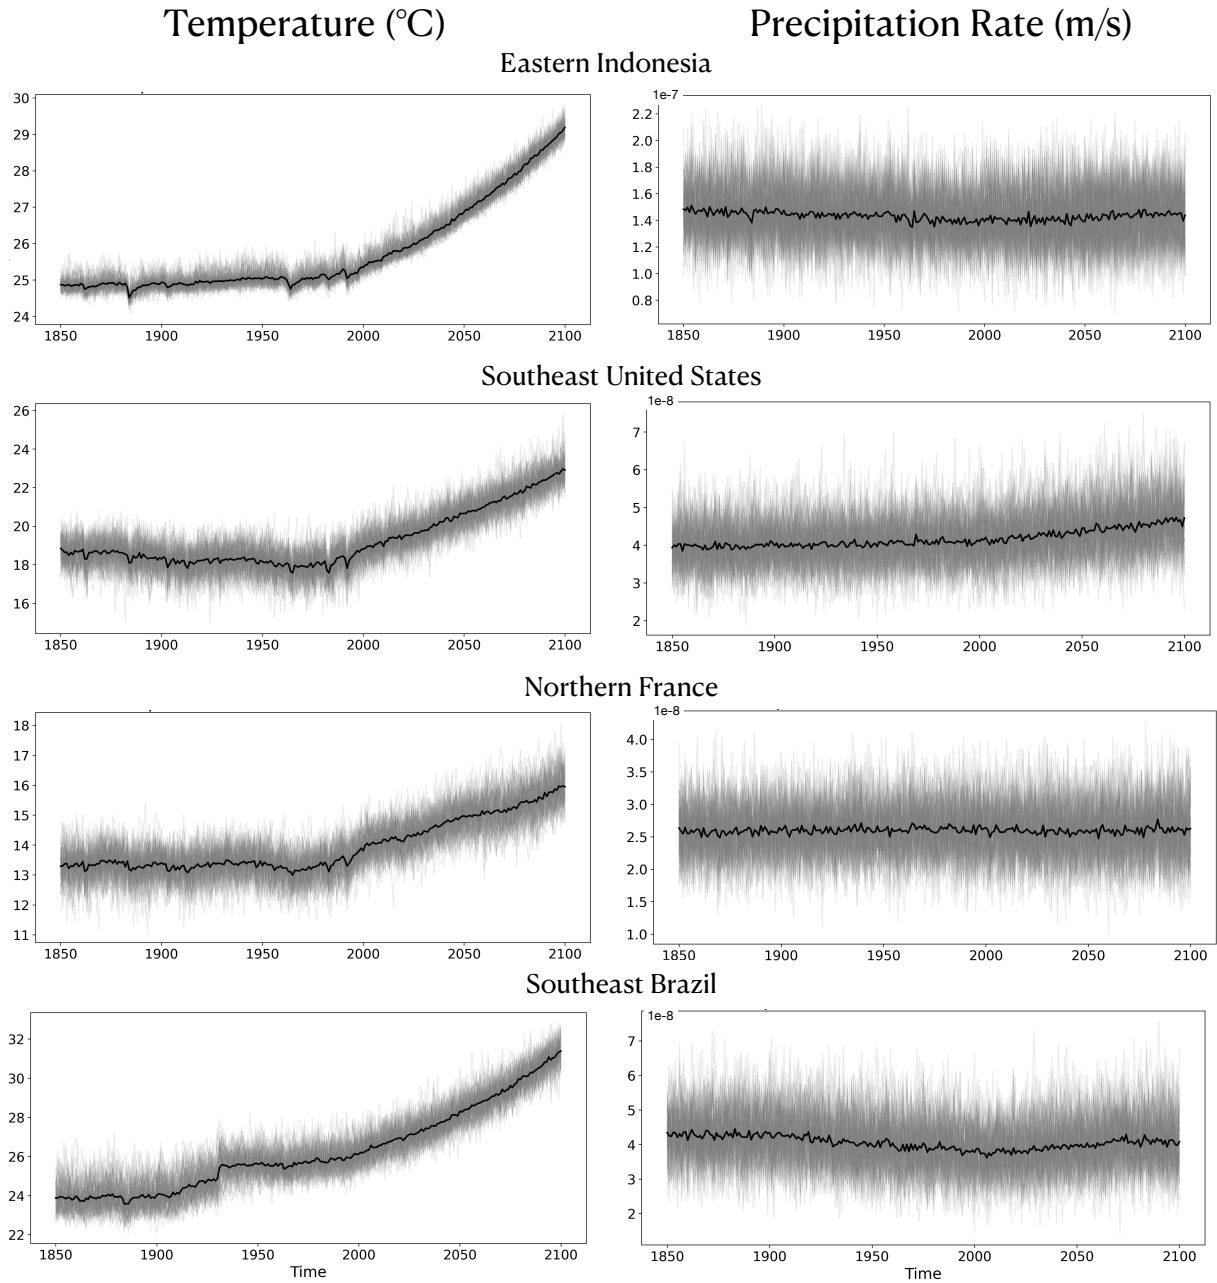 Temperature (°C)
Precipitation Rate (m/s)
Eastern Indonesia
30
29
28
27
26
25
24
1850 1900 1950 2000 2050 2100
1e-7
2.2
2.0
1.8
1.6
1.4
1.2
1.0
0.8
1850 1900 1950 2000 2050 2100
Southeast United States
26
24
22
20
18
16
1850 1900 1950 2000 2050 2100
1e-8
7
6
5
4
3
2
1850 1900 1950 2000 2050 2100
Northern France
18
17
16
15
14
13
12
11
1850 1900 1950 2000 2050 2100
1e-8
4.0
3.5
3.0
2.5
2.0
1.5
1.0
1850 1900 1950 2000 2050 2100
Southeast Brazil
32
30
28
26
24
22
1850 1900 1950 2000 2050 2100
Time
1e-8
7
6
5
4
3
2
1850 1900 1950 2000 2050 2100
Time